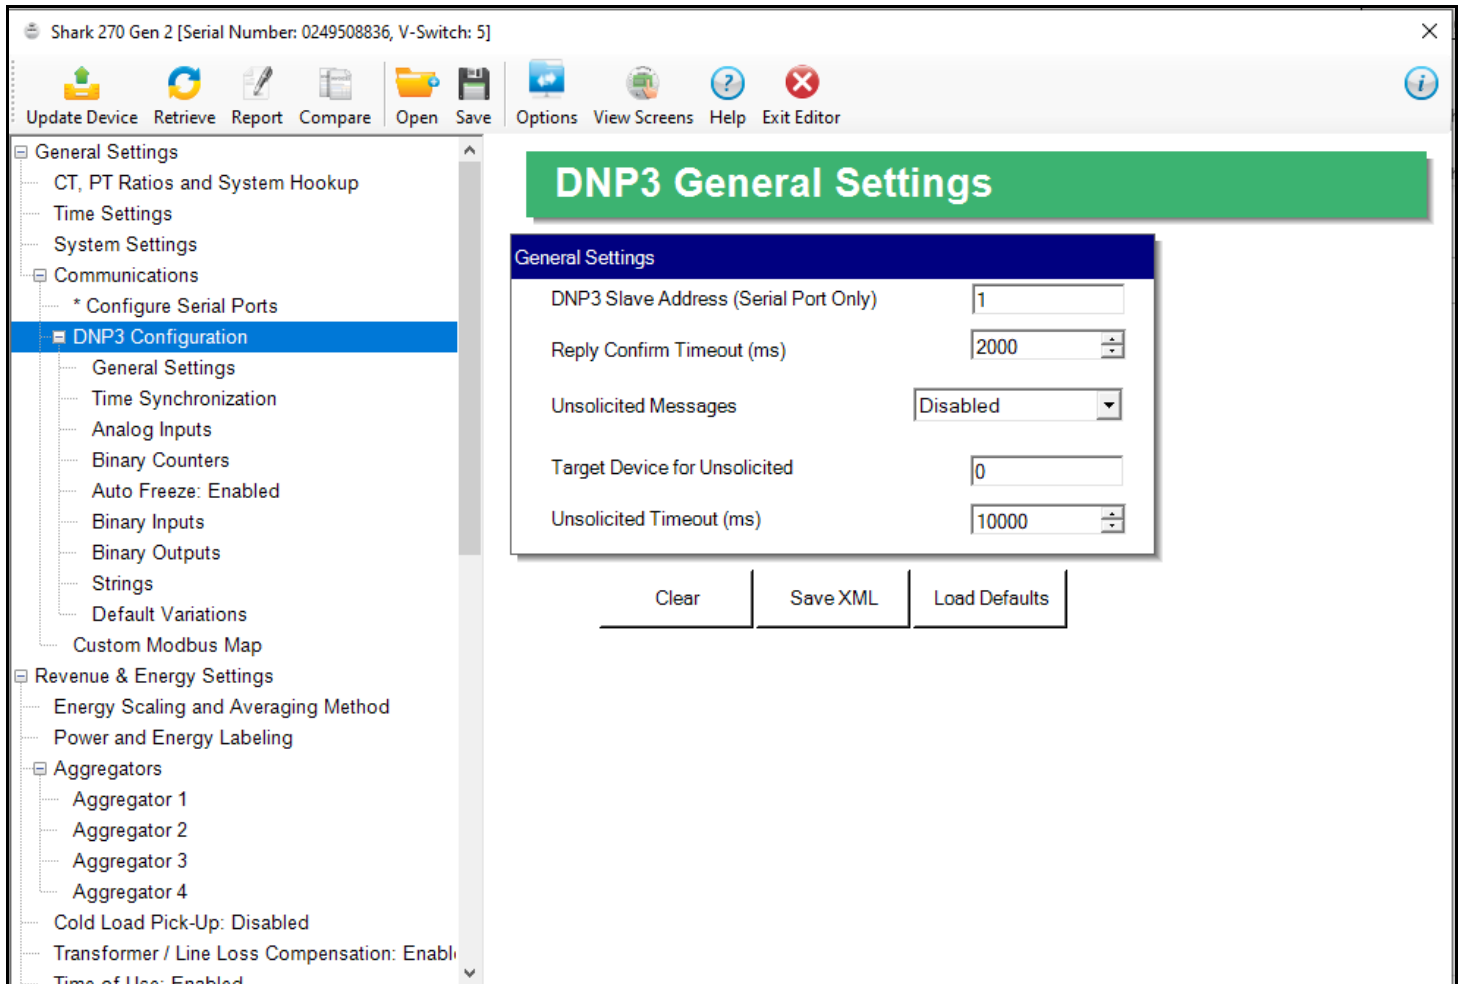 Shark 270 Gen 2 [Serial Number: 0249508836, V-Switch: 5]
Update Device Retrieve Report Compare Open Save Options View Screens Help Exit Editor
General Settings
CT, PT Ratios and System Hookup
Time Settings
System Settings
Communications
* Configure Serial Ports
DNP3 Configuration
General Settings
Time Synchronization
Analog Inputs
Binary Counters
Auto Freeze: Enabled
Binary Inputs
Binary Outputs
Strings
Default Variations
Custom Modbus Map
Revenue & Energy Settings
Energy Scaling and Averaging Method
Power and Energy Labeling
Aggregators
Aggregator 1
Aggregator 2
Aggregator 3
Aggregator 4
Cold Load Pick-Up: Disabled
Transformer / Line Loss Compensation: Enabl
Time of Use: Enabled
DNP3 General Settings
General Settings
DNP3 Slave Address (Serial Port Only) 1
Reply Confirm Timeout (ms) 2000
Unsolicited Messages Disabled
Target Device for Unsolicited 0
Unsolicited Timeout (ms) 10000
Clear Save XML Load Defaults